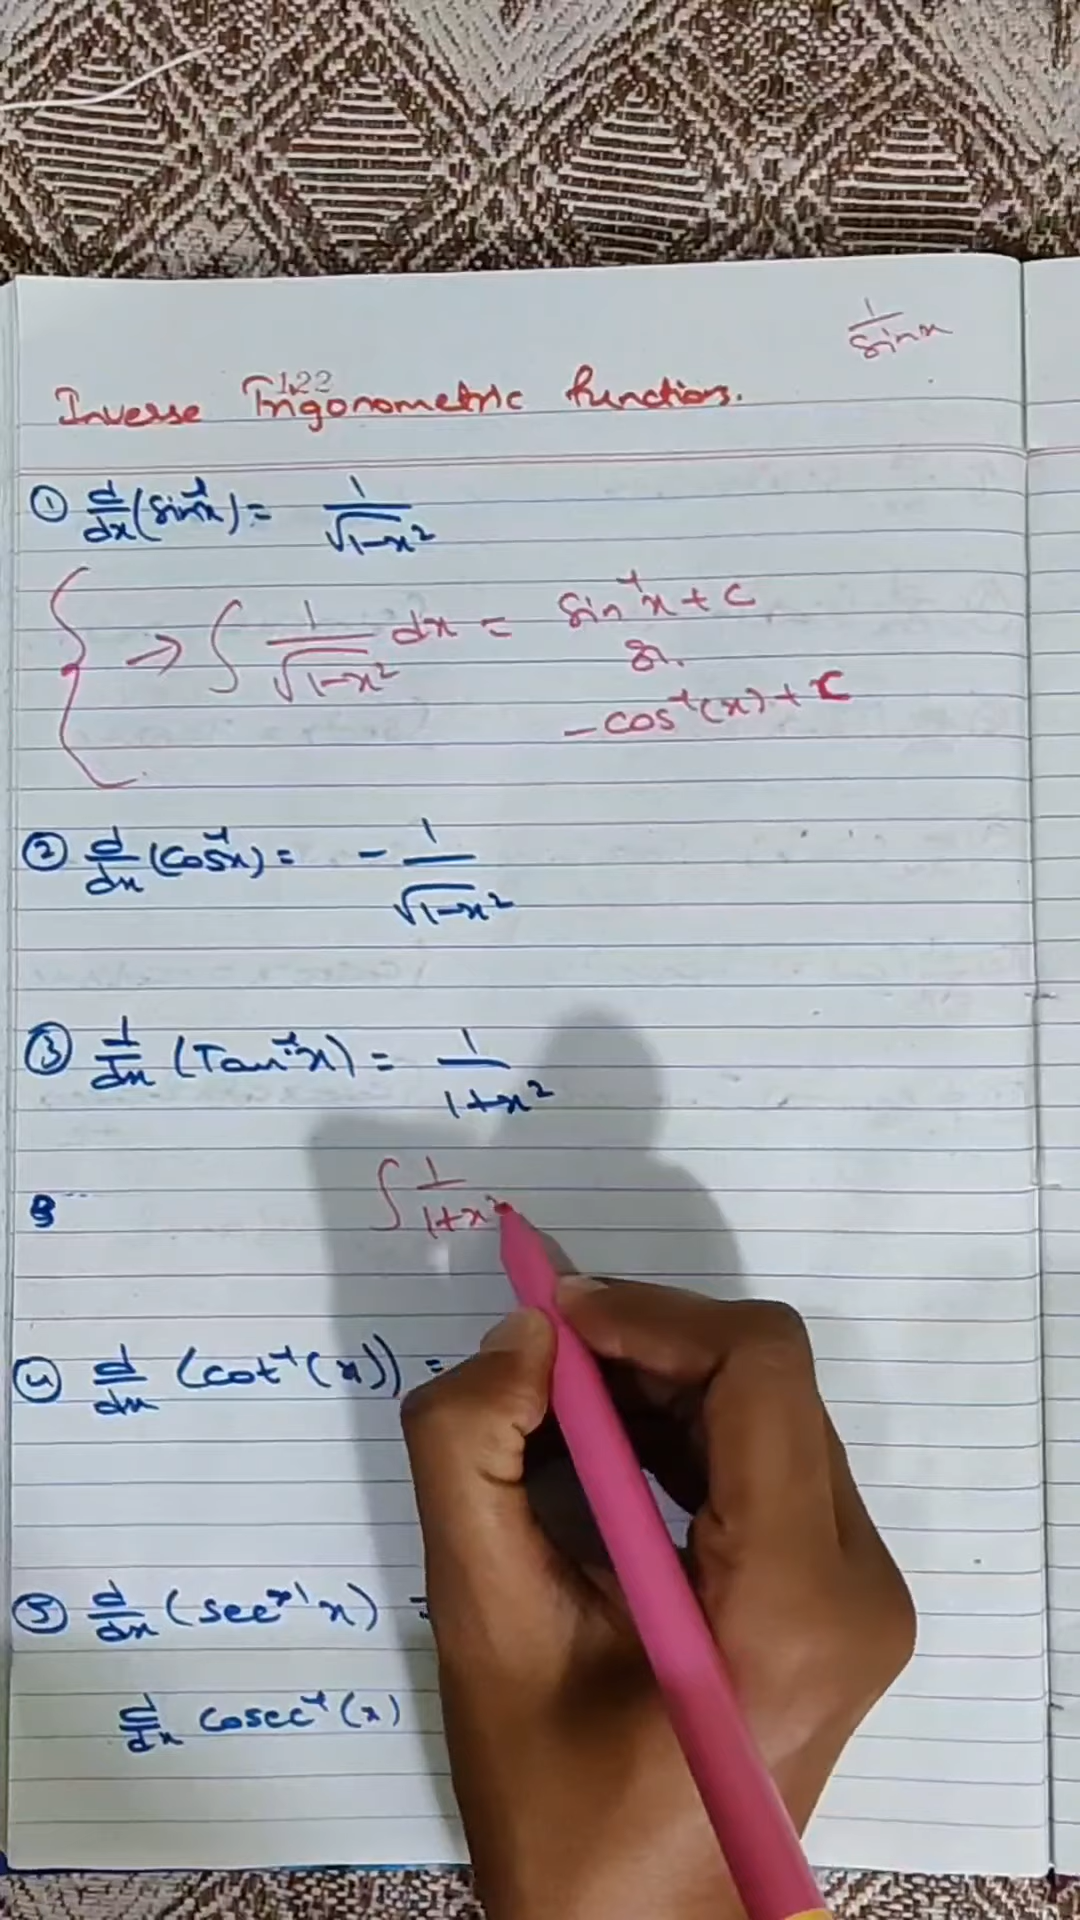 1/sinx
1.22
Inverse Trigonometric functions.
① d/dx (sin⁻¹x) = 1/√1-x²
⇒ ∫ 1/√1-x² dx = sin⁻¹x + c
or
-cos⁻¹(x) + c
② d/dx (cos⁻¹x) = - 1/√1-x²
③ d/dx (Tan⁻¹x) = 1/1+x²
∫ 1/1+x²
④ d/dx (cot⁻¹(x)) =
⑤ d/dx (sec⁻¹x) =
d/dx cosec⁻¹(x)